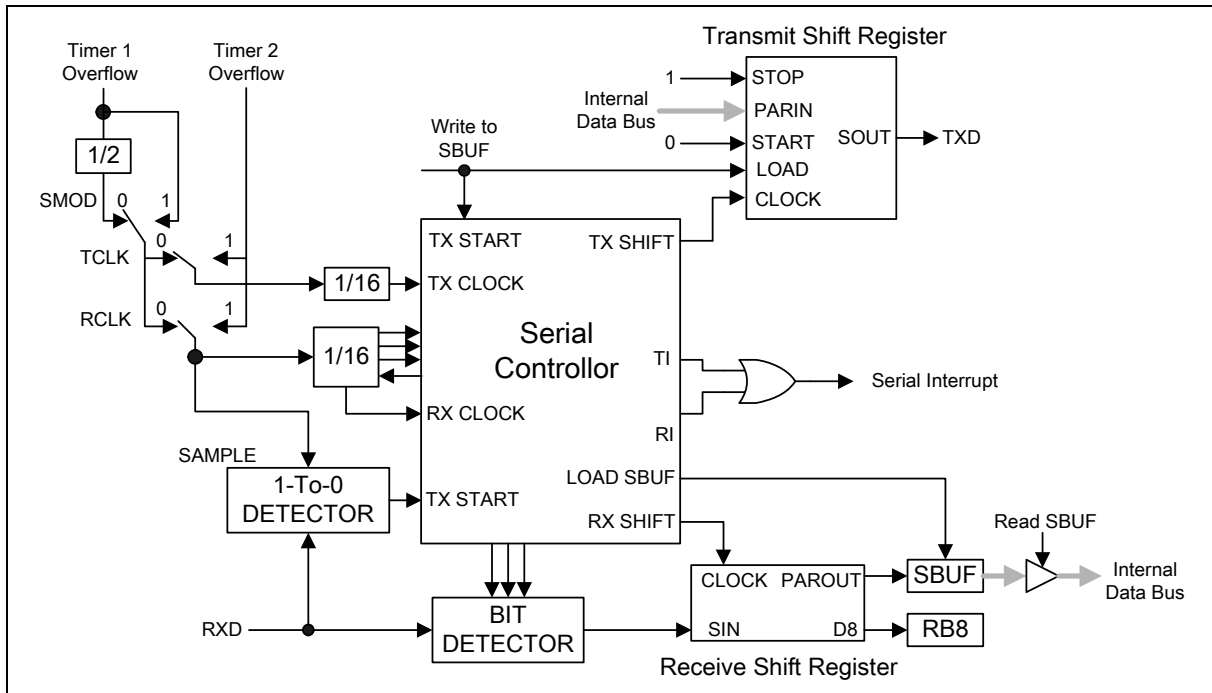 Timer 1
Overflow
Timer 2
Overflow
1/2
SMOD
0
1
TCLK
0
1
RCLK
0
1
1/16
1/16
Write to
SBUF
Transmit Shift Register
1
STOP
Internal
Data Bus
PARIN
0
START
LOAD
CLOCK
SOUT
TXD
TX START
TX SHIFT
TX CLOCK
Serial
Controllor
TI
RI
Serial Interrupt
RX CLOCK
SAMPLE
1-To-0
DETECTOR
TX START
LOAD SBUF
RX SHIFT
RXD
BIT
DETECTOR
CLOCK
PAROUT
SIN
D8
Receive Shift Register
SBUF
RB8
Read SBUF
Internal
Data Bus